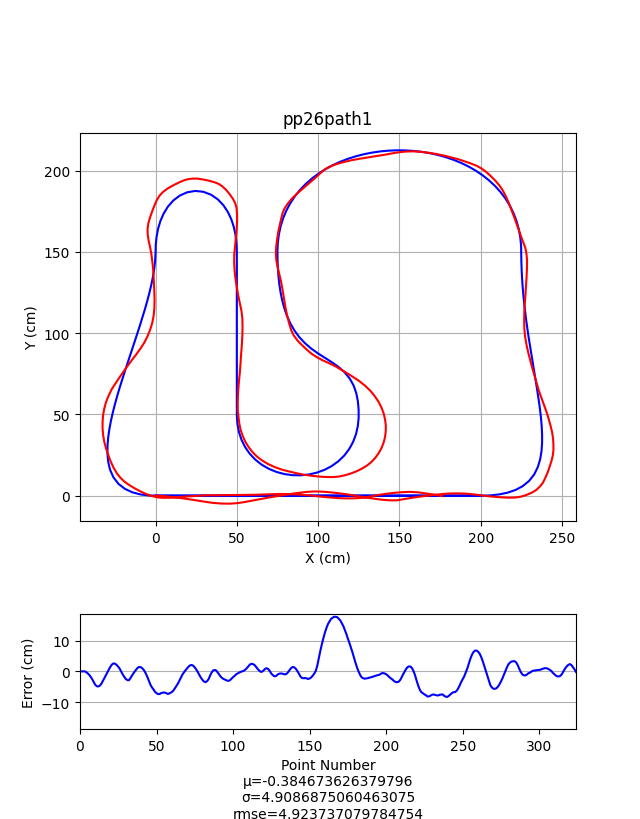 pp26path1
200
150
100
50
0
Y (cm)
0 50 100 150 200 250
X (cm)
10
0
−10
Error (cm)
0 50 100 150 200 250 300
Point Number
μ=-0.384673626379796
σ=4.9086875060463075
rmse=4.923737079784754